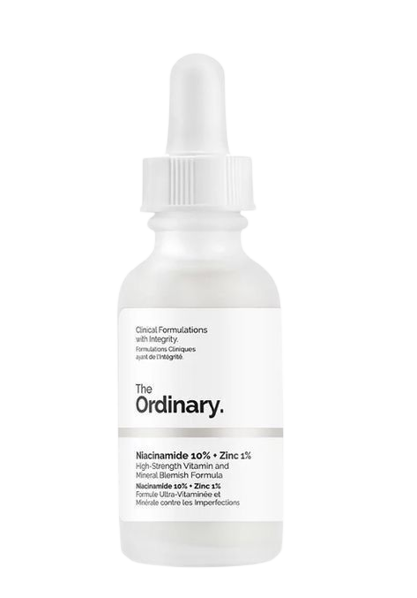 Clinical Formulations
with Integrity.
Formulations Cliniques
ayant de l'Intégrité.
The
Ordinary.
Niacinamide 10% + Zinc 1%
High-Strength Vitamin and
Mineral Blemish Formula
Niacinamide 10% + Zinc 1%
Formule Ultra-Vitaminée et
Minérale contre les Imperfections